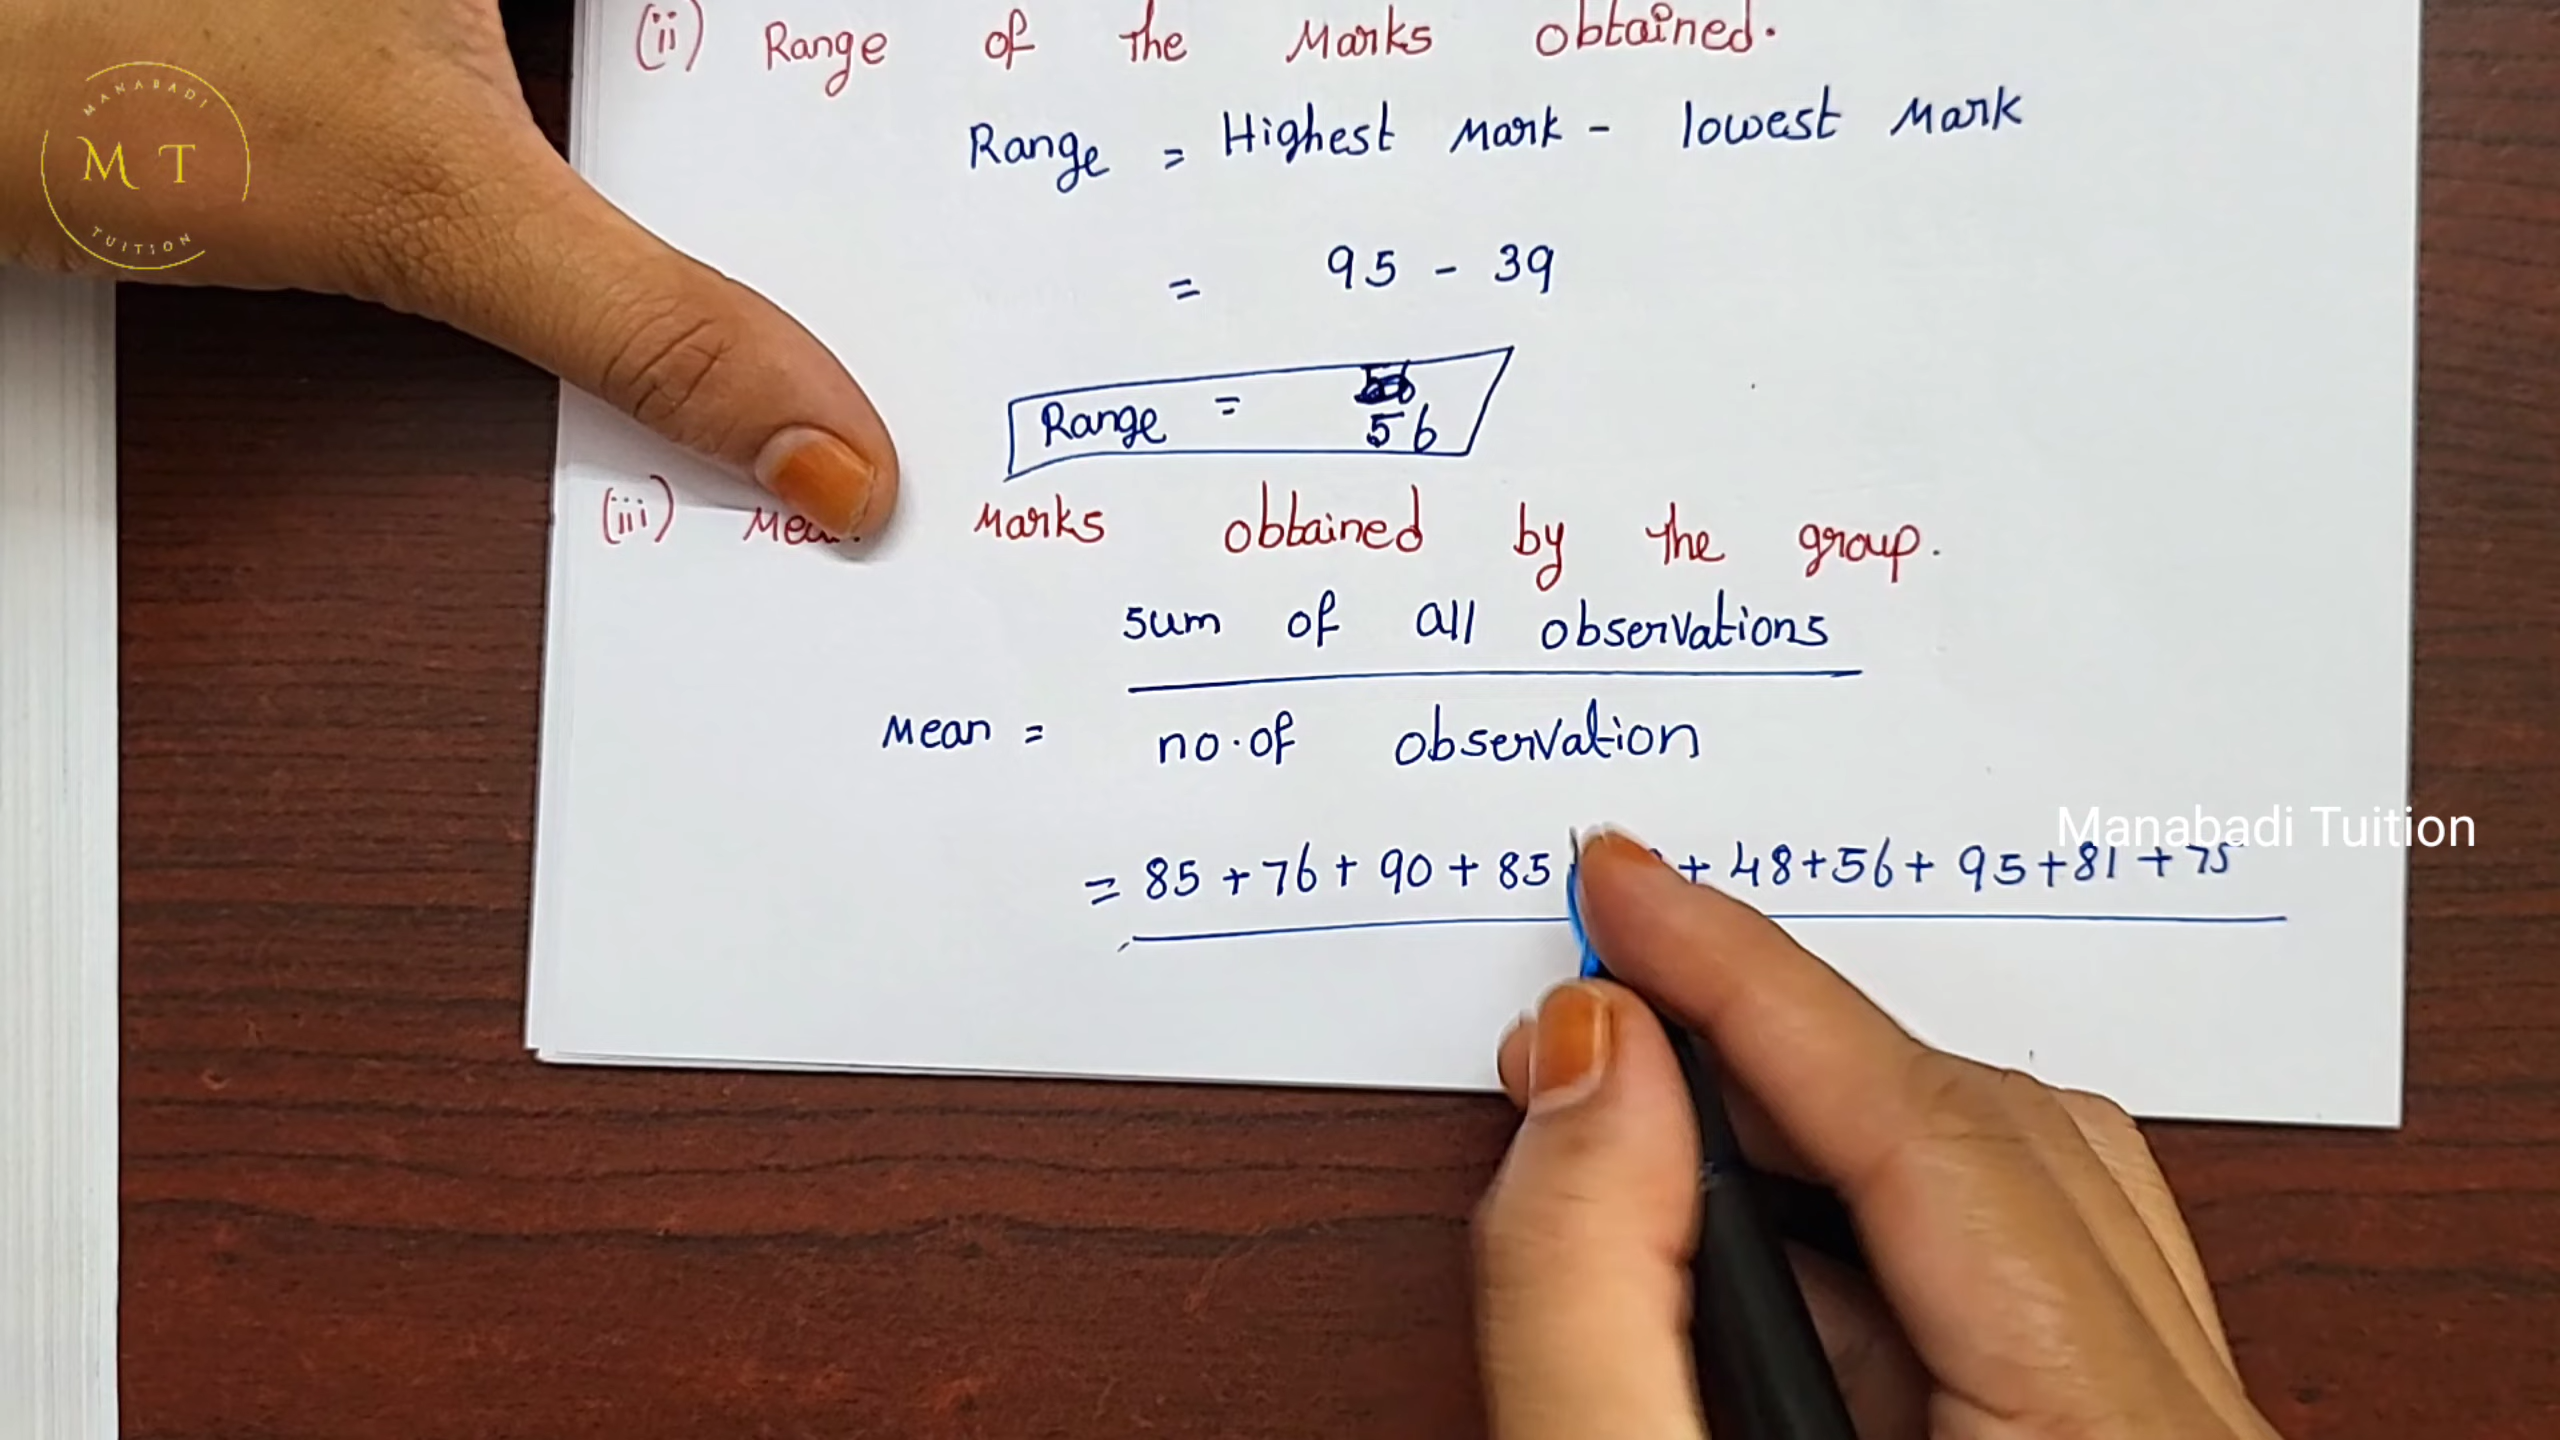 MANABADI
MT
TUITION
(ii) Range of the Marks obtained.
Range = Highest Mark - lowest Mark
= 95 - 39
Range = 56
(iii) Marks obtained by the group.
sum of all observations
Mean =
no.of observation
= 85 + 76 + 90 + 85 + 48 + 56 + 95 + 81 + 75
Manabadi Tuition